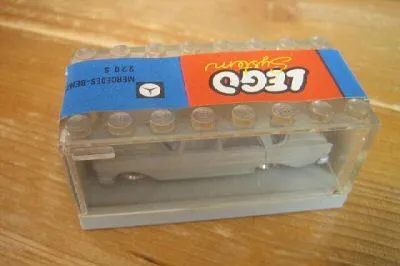 LEGO
System
MERCEDES-BENZ
220 S